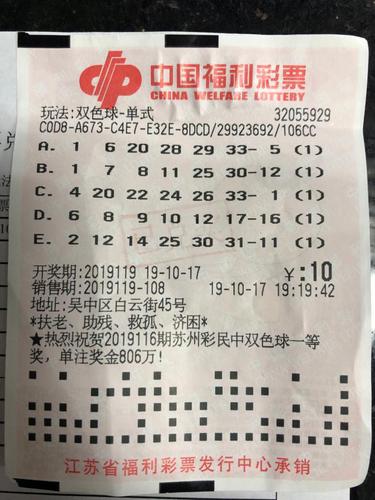 中国福利彩票
CHINA WELFARE LOTTERY
玩法:双色球-单式 32055929
C0D8-A673-C4E7-E32E-8DCD/29923692/106CC
A. 1 6 20 28 29 33- 5 (1)
B. 1 7 8 11 25 30-12 (1)
C. 4 20 22 24 26 33- 1 (1)
D. 6 8 9 10 12 17-16 (1)
E. 2 12 14 25 30 31-11 (1)
开奖期:2019119 19-10-17 ¥:10
销售期:2019119-108 19-10-17 19:19:42
地址:吴中区白云街45号
*扶老、助残、救孤、济困*
★热烈祝贺2019116期苏州彩民中双色球一等
奖，单注奖金806万!
江苏省福利彩票发行中心承销